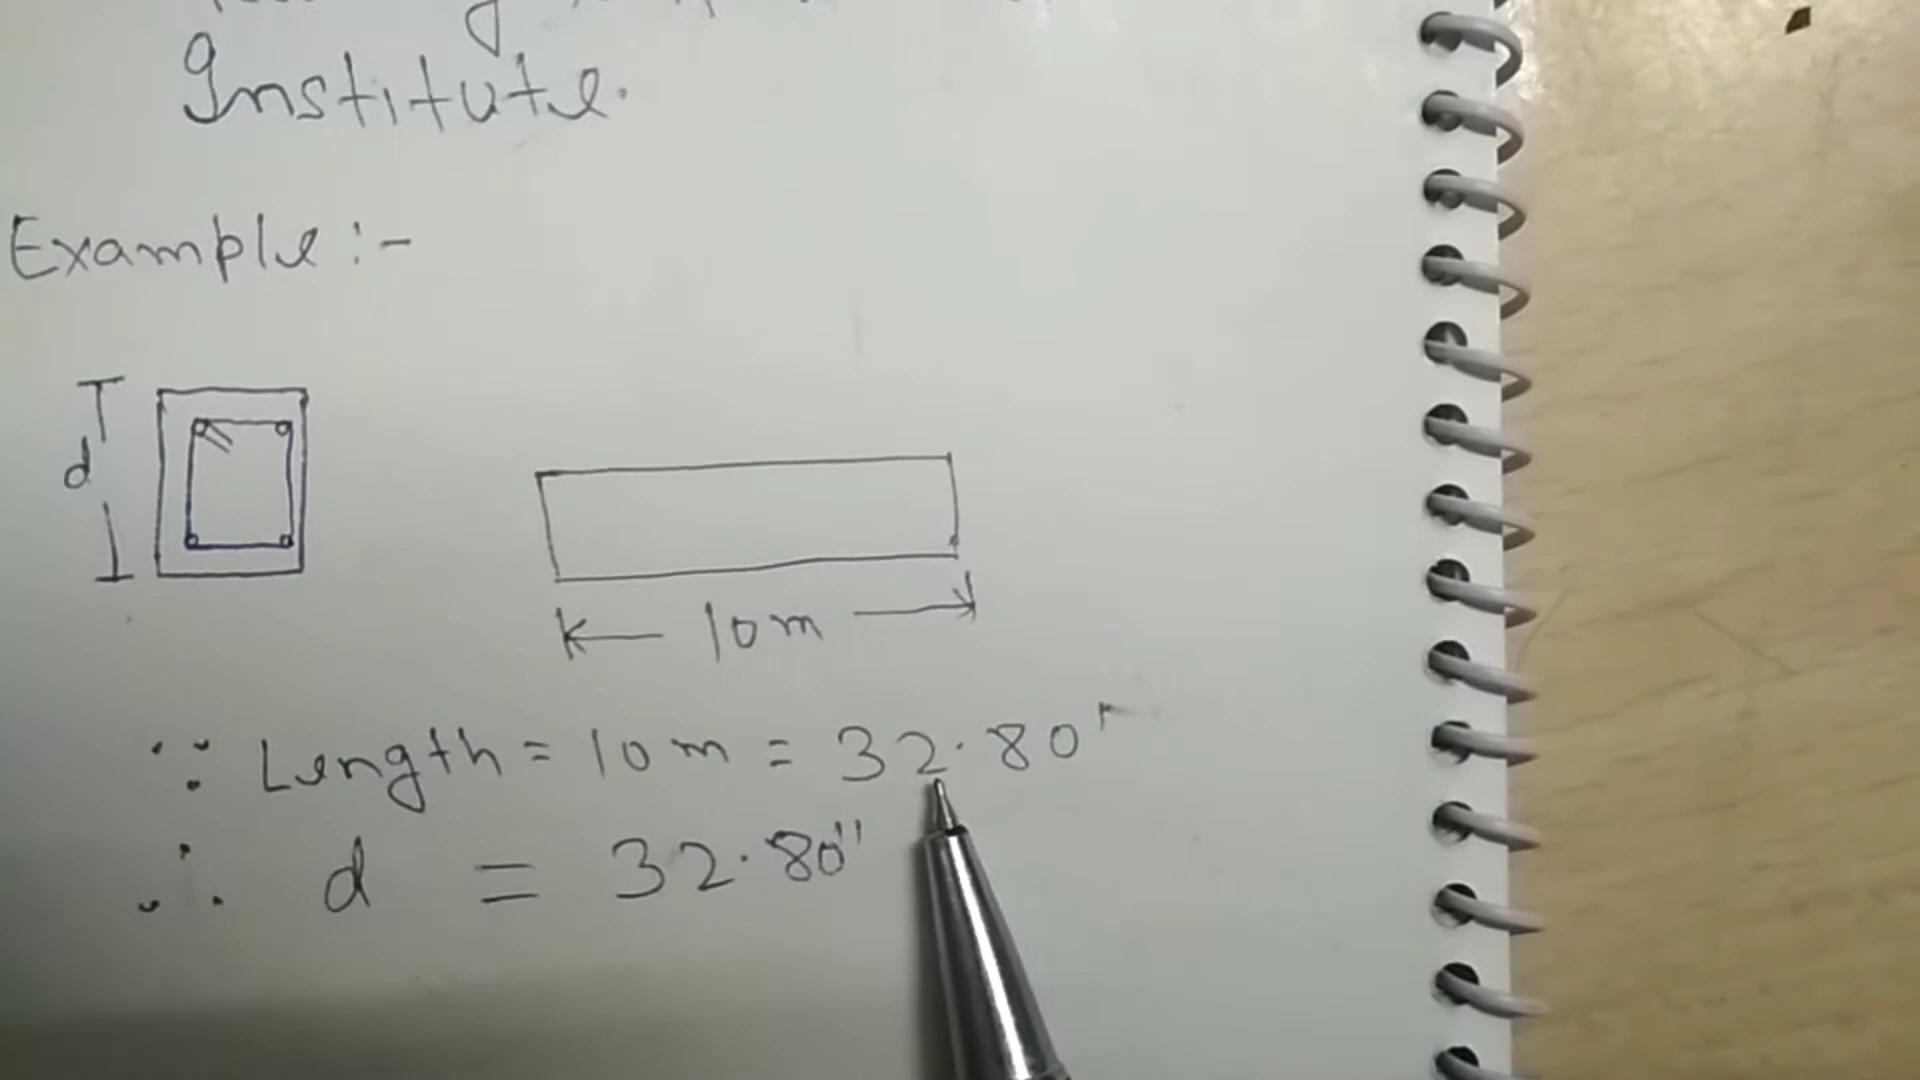 Institute.
Example:-
d
10m
∵ Length = 10m = 32.80'
∴ d = 32.80"